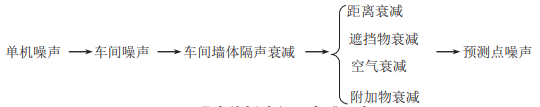 单机噪声 → 车间噪声 → 车间墙体隔声衰减 → 距离衰减
遮挡物衰减
空气衰减
附加物衰减
→ 预测点噪声